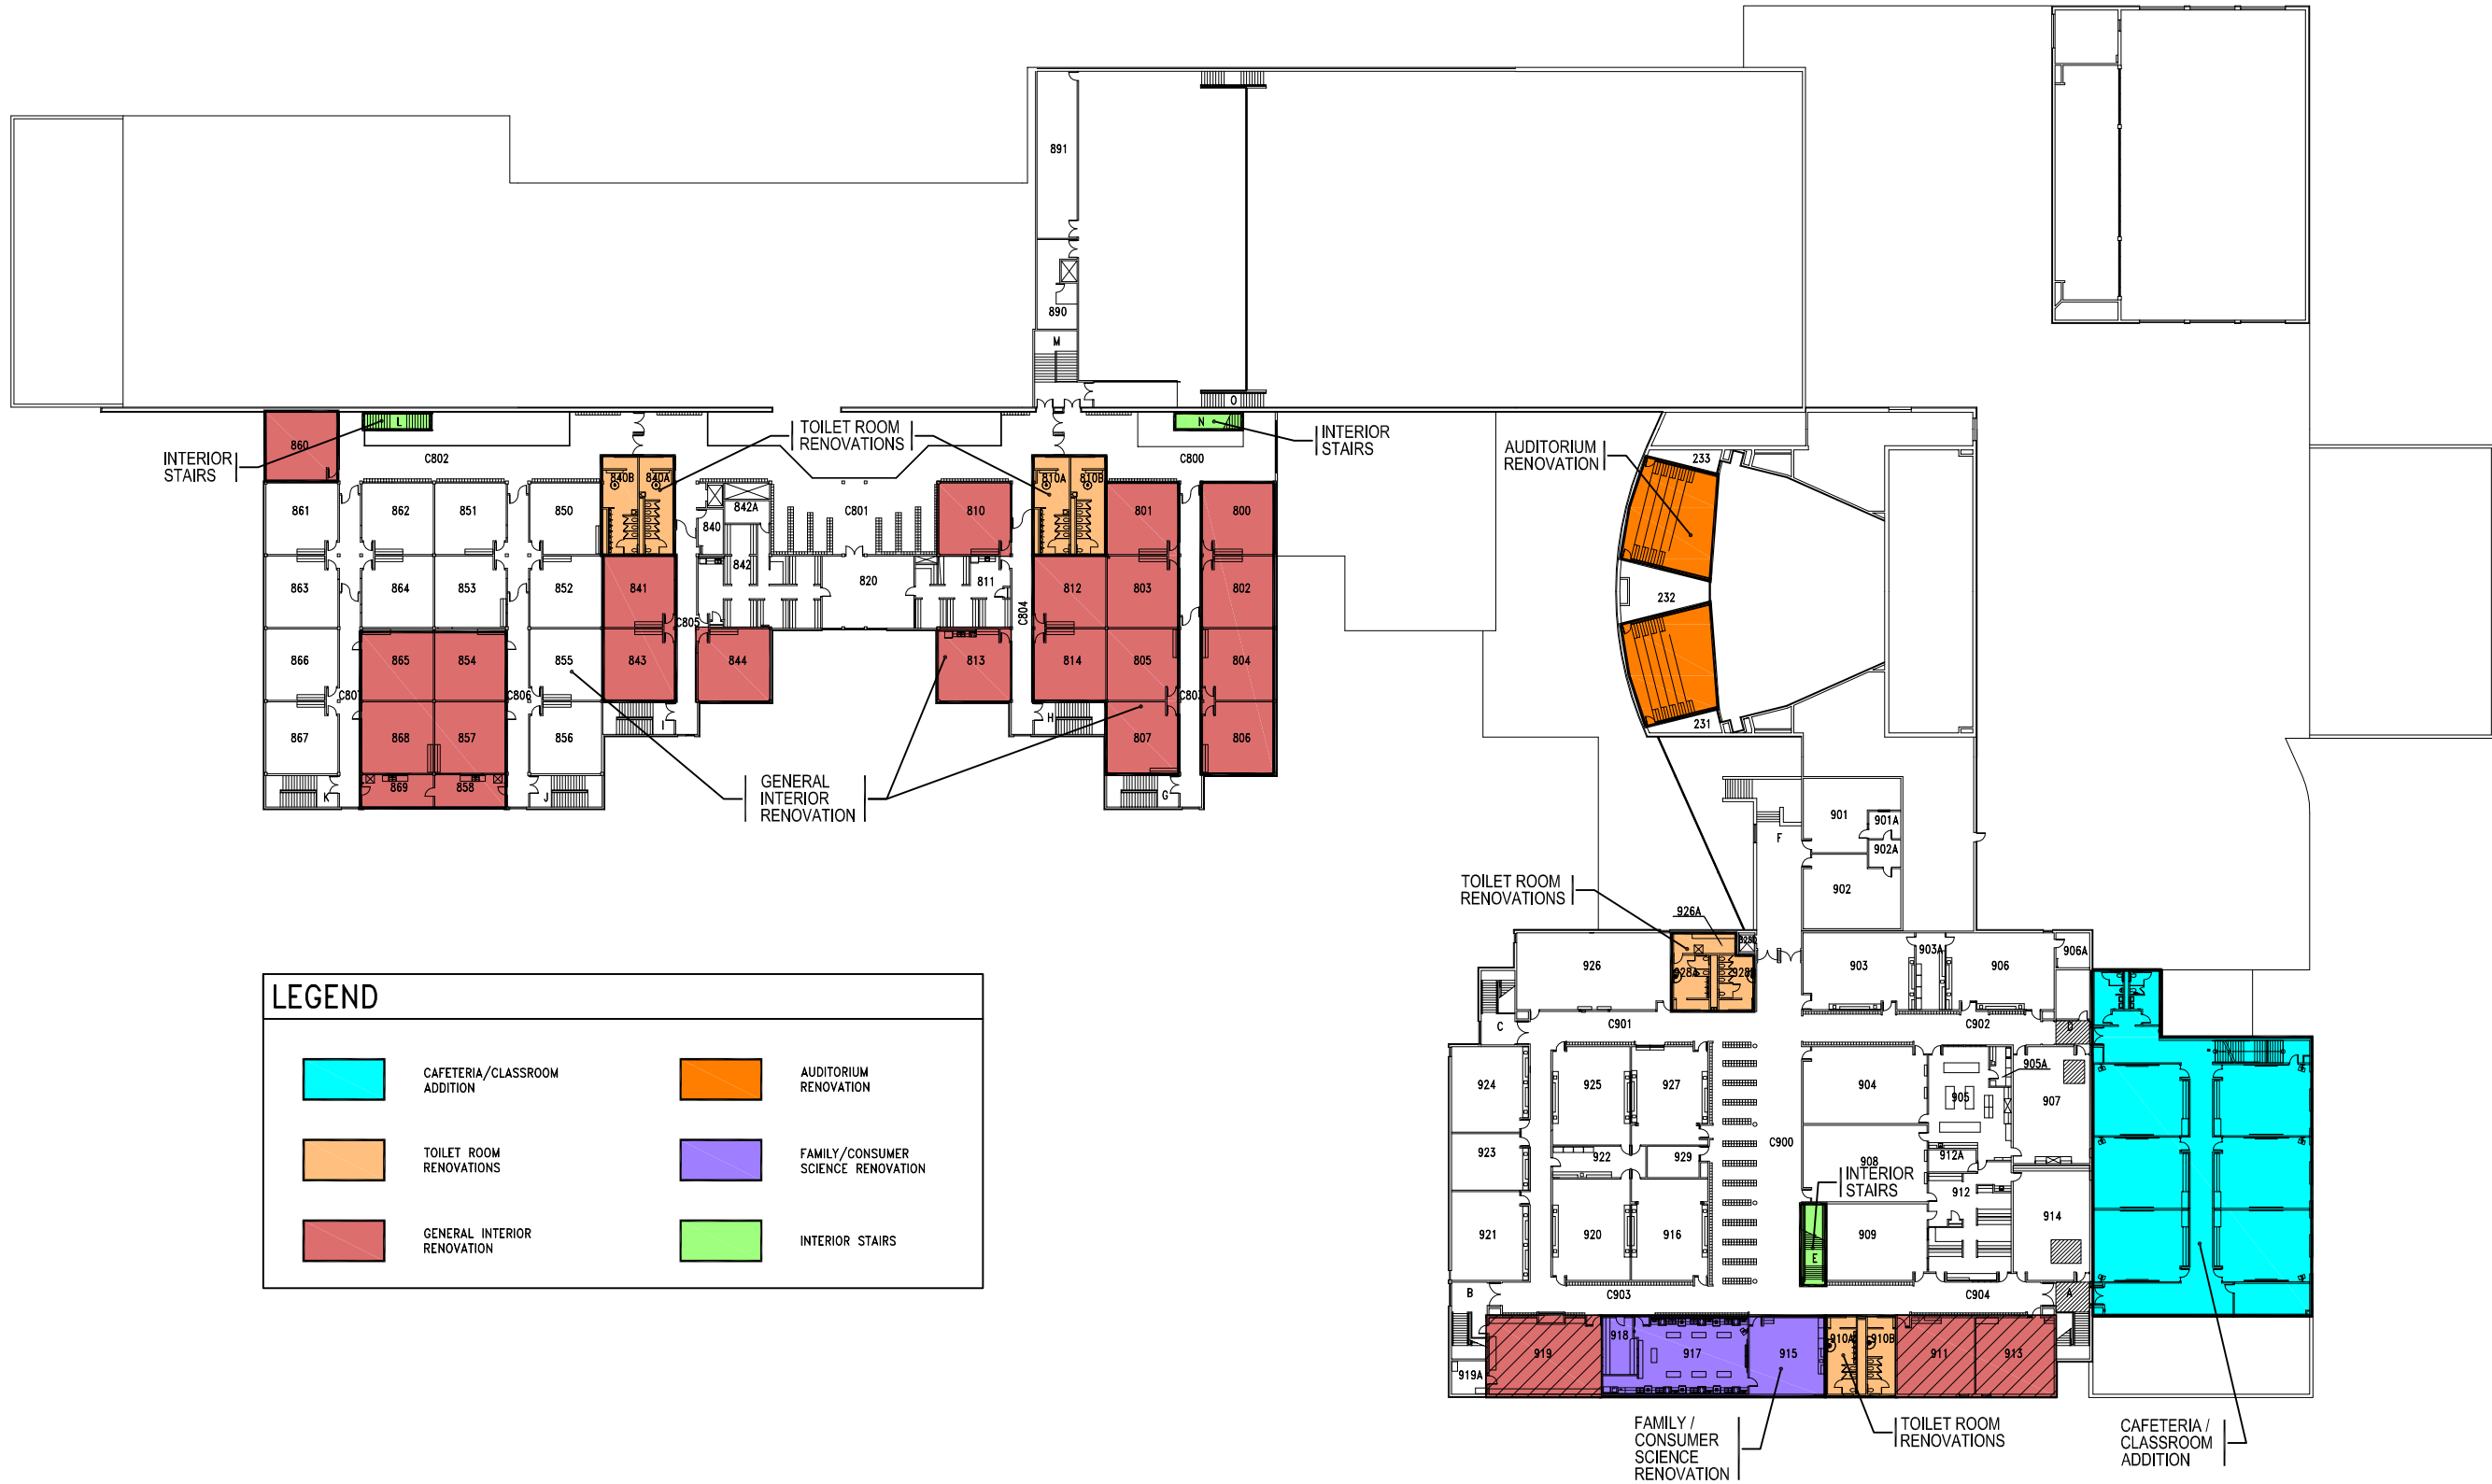 891
890
M
O
860
L
C802
TOILET ROOM
RENOVATIONS
N
C800
INTERIOR
STAIRS
INTERIOR
STAIRS
AUDITORIUM
RENOVATION
233
861
862
851
850
840B
840A
840
842A
C801
810
810A
810B
801
800
863
864
853
852
841
842
820
811
C804
812
803
802
232
C805
866
865
854
855
843
844
813
814
805
804
C807
C806
C803
231
867
868
857
856
I
H
807
806
869
858
K
J
G
GENERAL
INTERIOR
RENOVATION
901
901A
902A
902
F
TOILET ROOM
RENOVATIONS
926A
926
928A
903
903A
906
906A
C
C901
C902
D
924
925
927
904
905A
905
907
923
922
929
C900
908
912A
INTERIOR
STAIRS
912
914
921
920
916
909
E
B
C903
C904
A
919
918
917
915
910A
910B
911
913
919A
FAMILY /
CONSUMER
SCIENCE
RENOVATION
TOILET ROOM
RENOVATIONS
CAFETERIA /
CLASSROOM
ADDITION
LEGEND
CAFETERIA/CLASSROOM
ADDITION
AUDITORIUM
RENOVATION
TOILET ROOM
RENOVATIONS
FAMILY/CONSUMER
SCIENCE RENOVATION
GENERAL INTERIOR
RENOVATION
INTERIOR STAIRS